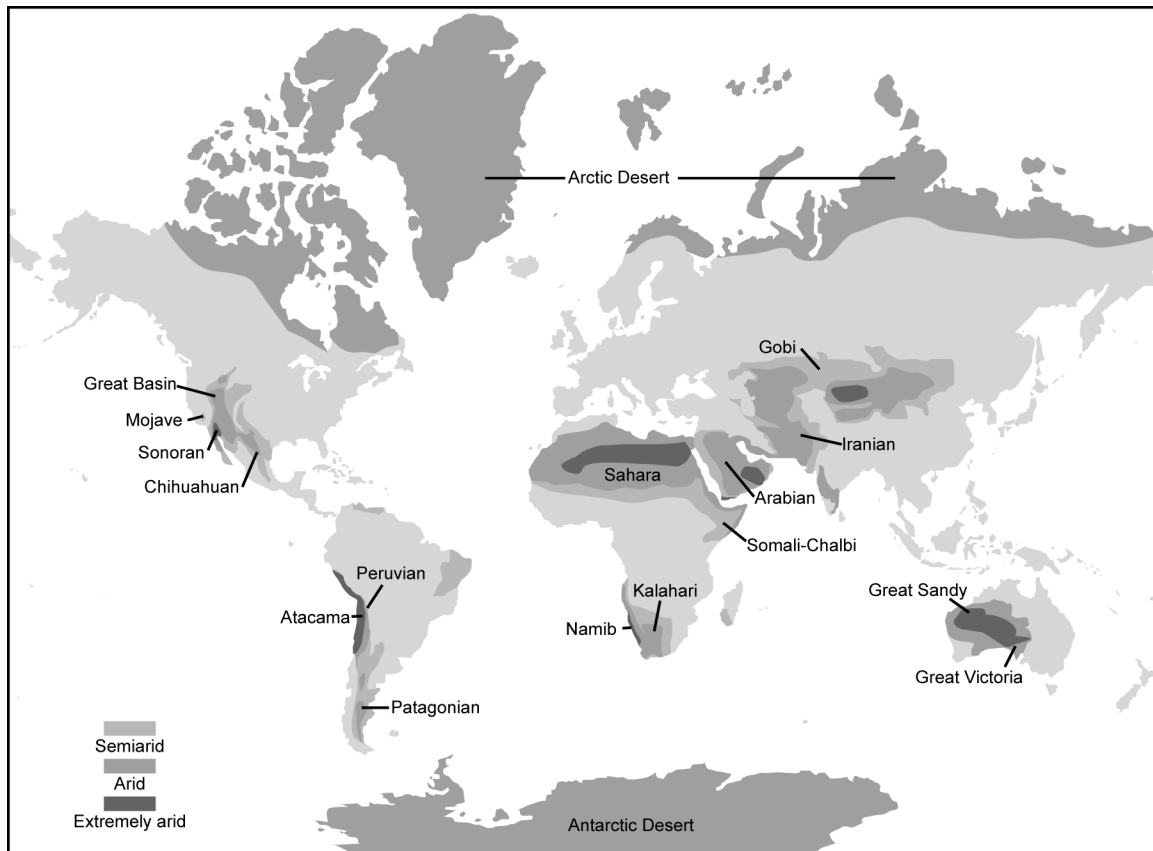 Arctic Desert
Gobi
Great Basin
Mojave
Iranian
Sonoran
Sahara
Chihuahuan
Arabian
Somali-Chalbi
Peruvian
Kalahari
Great Sandy
Atacama
Namib
Great Victoria
Patagonian
Semiarid
Arid
Extremely arid
Antarctic Desert